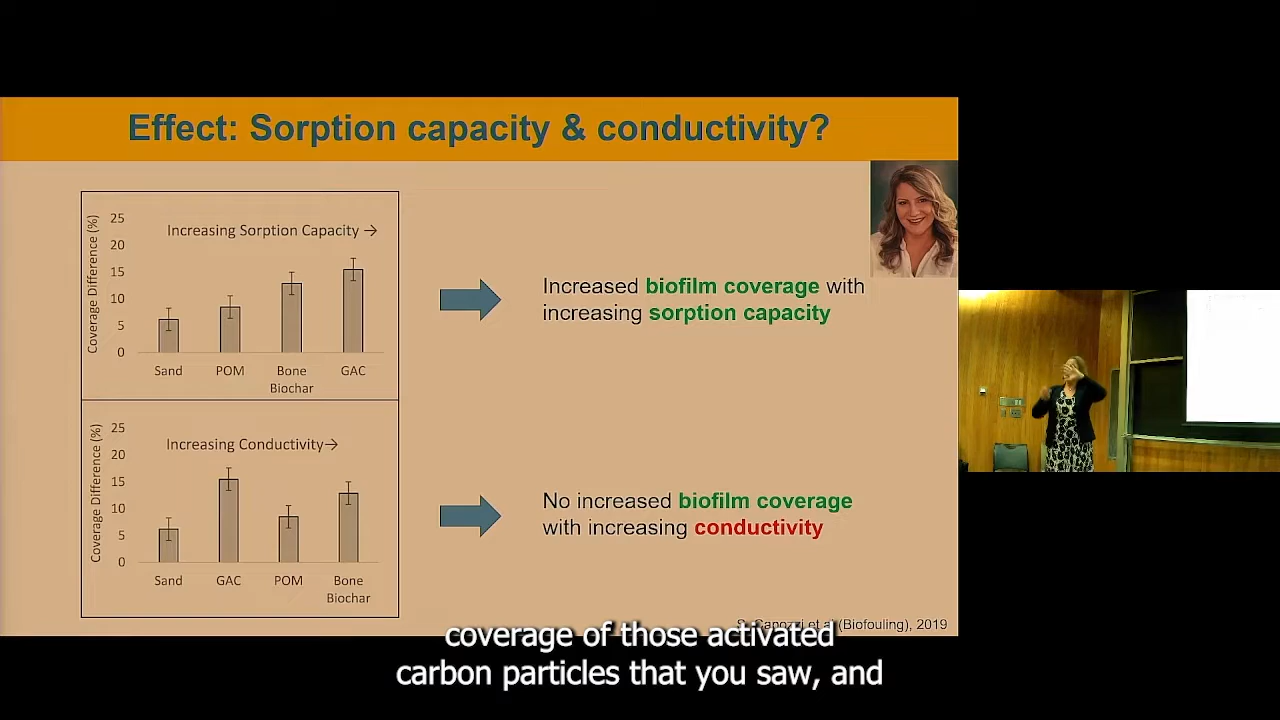 Effect: Sorption capacity & conductivity?
Coverage Difference (%)
25
20
15
10
5
0
Increasing Sorption Capacity →
Sand
POM
Bone
Biochar
GAC
Increased biofilm coverage with
increasing sorption capacity
Coverage Difference (%)
25
20
15
10
5
0
Increasing Conductivity→
Sand
GAC
POM
Bone
Biochar
No increased biofilm coverage
with increasing conductivity
et al (Biofouling), 2019
coverage of those activated
carbon particles that you saw, and